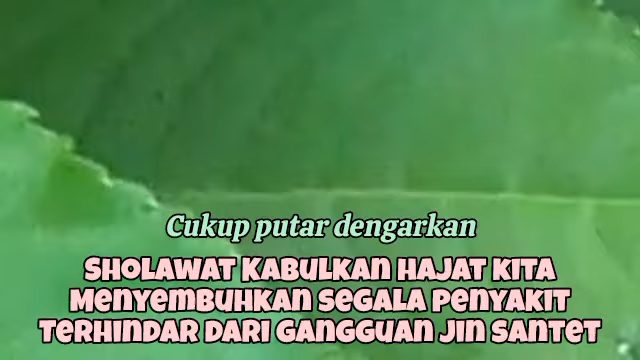 Cukup putar dengarkan
SHOLAWAT KABULKAN HAJAT KITA
MENYEMBUHKAN SEGALA PENYAKIT
TERHINDAR DARI GANGGUAN JIN SANTET